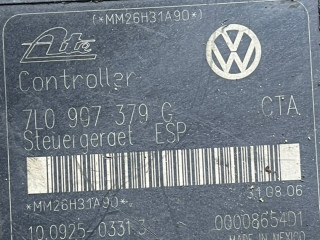 (*MM26H31A90*)
Ate
Controller
7L0 907 379 G CTA
Steuergeraet ESP
*MM26H31A90*
31.08.06
10.0925-0331.3 0000865401
MADE IN MEXICO